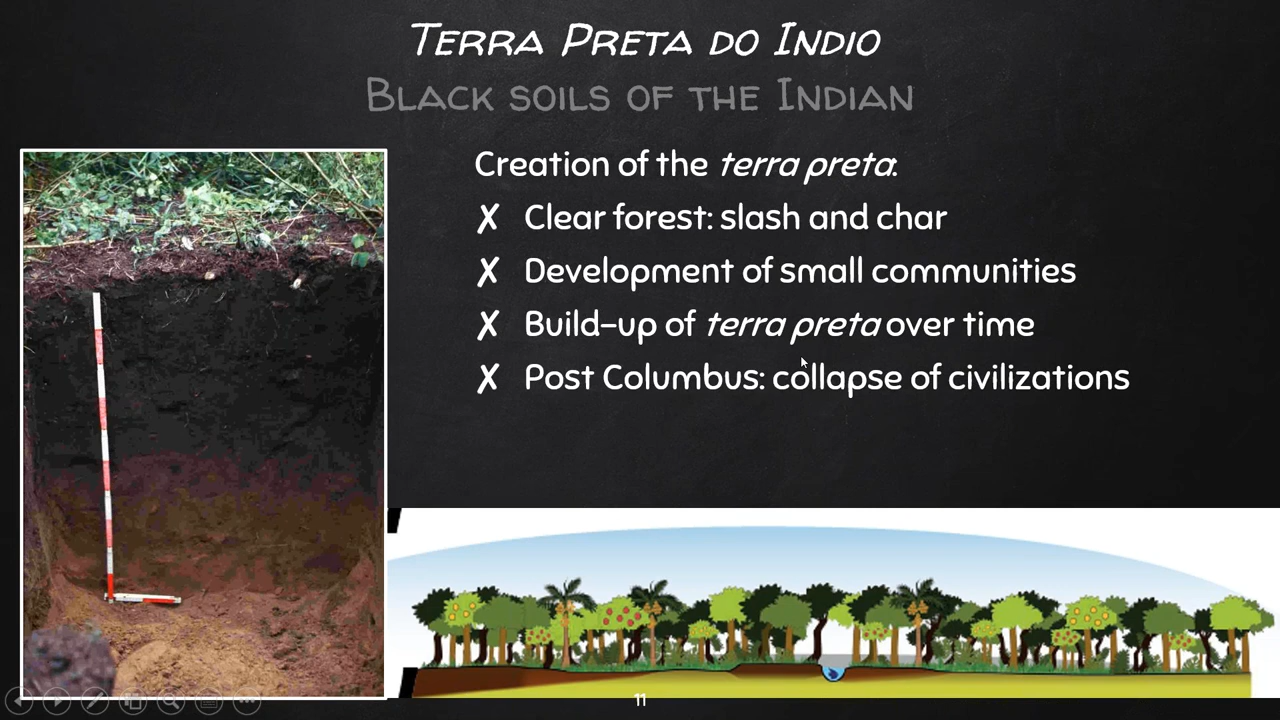 Terra Preta do Indio
Black soils of the Indian
Creation of the terra preta:
✗ Clear forest: slash and char
✗ Development of small communities
✗ Build-up of terra preta over time
✗ Post Columbus: collapse of civilizations
11